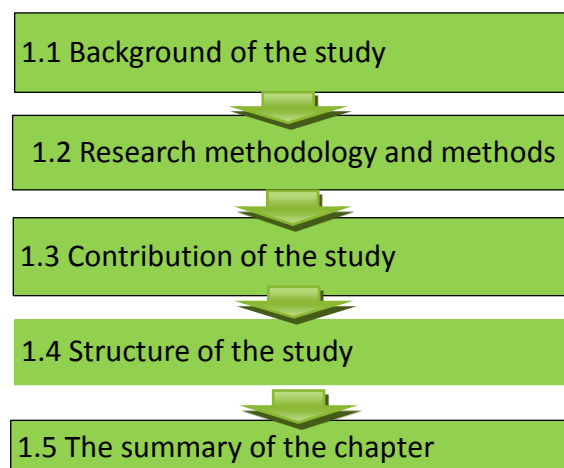 1.1 Background of the study
1.2 Research methodology and methods
1.3 Contribution of the study
1.4 Structure of the study
1.5 The summary of the chapter